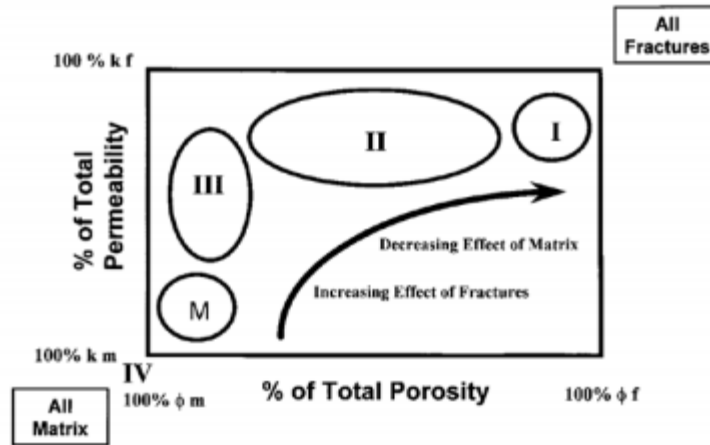 All
Fractures
100 % k f
% of Total
Permeability
I
II
III
Decreasing Effect of Matrix
Increasing Effect of Fractures
M
100% k m
IV
100% ϕ m
% of Total Porosity
100% ϕ f
All
Matrix